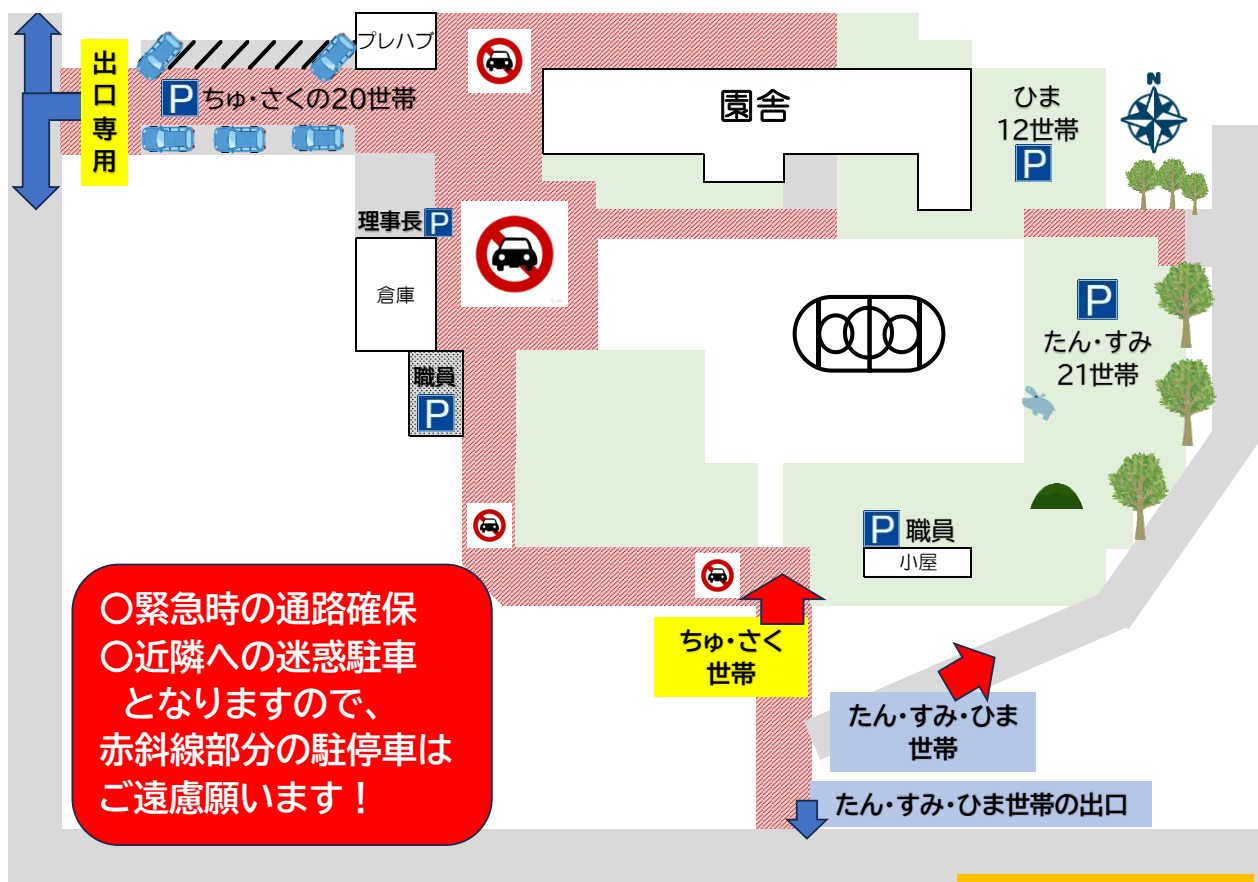 プレハブ
出
口
専
用
P
ちゅ・さくの20世帯
園舎
ひま
12世帯
P
N
理事長
P
倉庫
P
たん・すみ
21世帯
職員
P
P
職員
小屋
〇緊急時の通路確保
〇近隣への迷惑駐車
となりますので、
赤斜線部分の駐停車は
ご遠慮願います！
ちゅ・さく
世帯
たん・すみ・ひま
世帯
たん・すみ・ひま世帯の出口